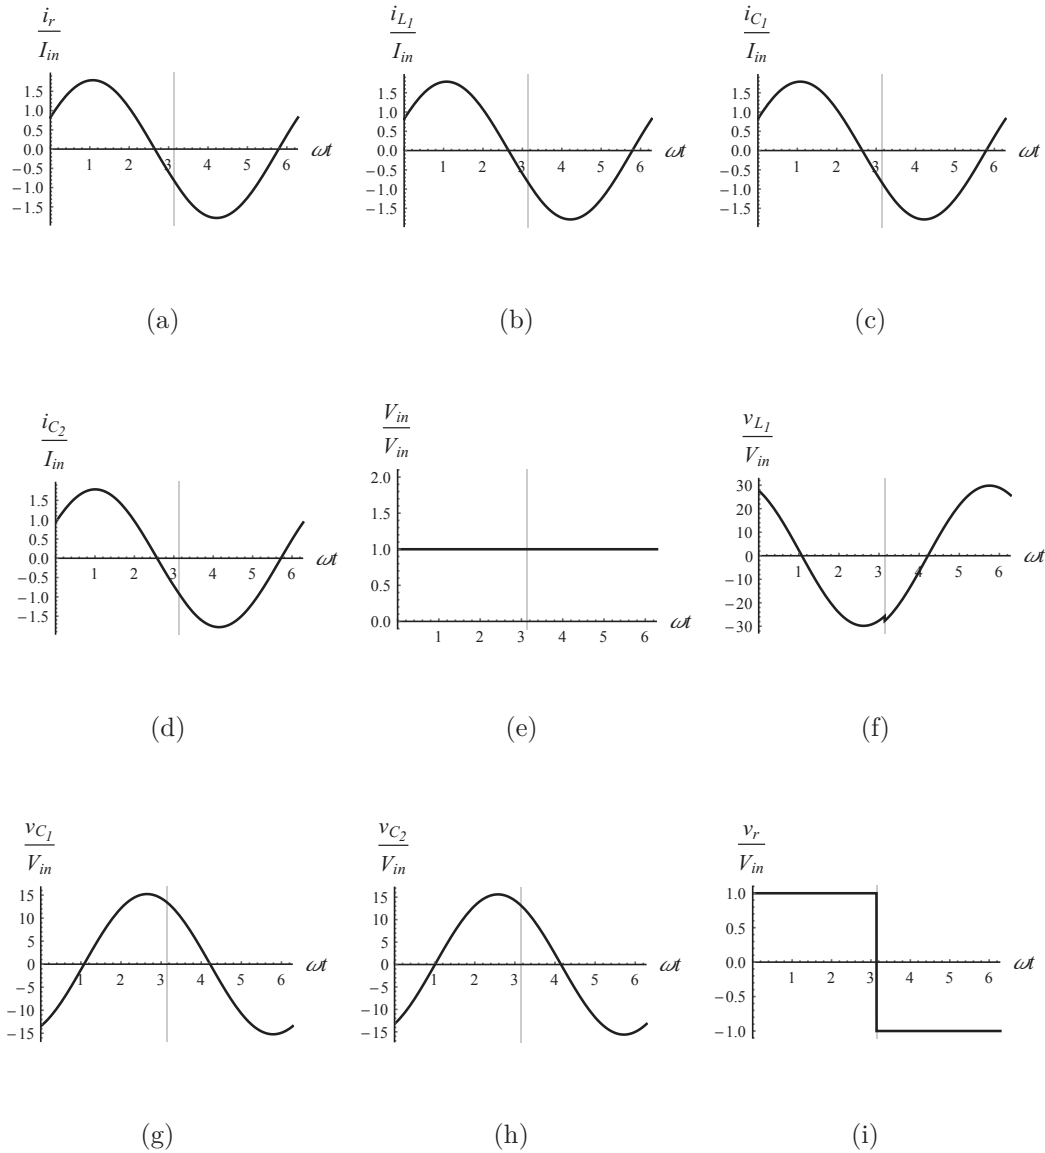 i_r / I_in
1.5
1.0
0.5
0.0
−0.5
−1.0
−1.5
1 2 3 4 5 6 ωt
(a)
i_L1 / I_in
1.5
1.0
0.5
0.0
−0.5
−1.0
−1.5
1 2 3 4 5 6 ωt
(b)
i_C1 / I_in
1.5
1.0
0.5
0.0
−0.5
−1.0
−1.5
1 2 3 4 5 6 ωt
(c)
i_C2 / I_in
1.5
1.0
0.5
0.0
−0.5
−1.0
−1.5
1 2 3 4 5 6 ωt
(d)
V_in / V_in
2.0
1.5
1.0
0.5
0.0
1 2 3 4 5 6 ωt
(e)
v_L1 / V_in
30
20
10
0
−10
−20
−30
1 2 3 4 5 6 ωt
(f)
v_C1 / V_in
15
10
5
0
−5
−10
−15
1 2 3 4 5 6 ωt
(g)
v_C2 / V_in
15
10
5
0
−5
−10
−15
1 2 3 4 5 6 ωt
(h)
v_r / V_in
1.0
0.5
0.0
−0.5
−1.0
1 2 3 4 5 6 ωt
(i)